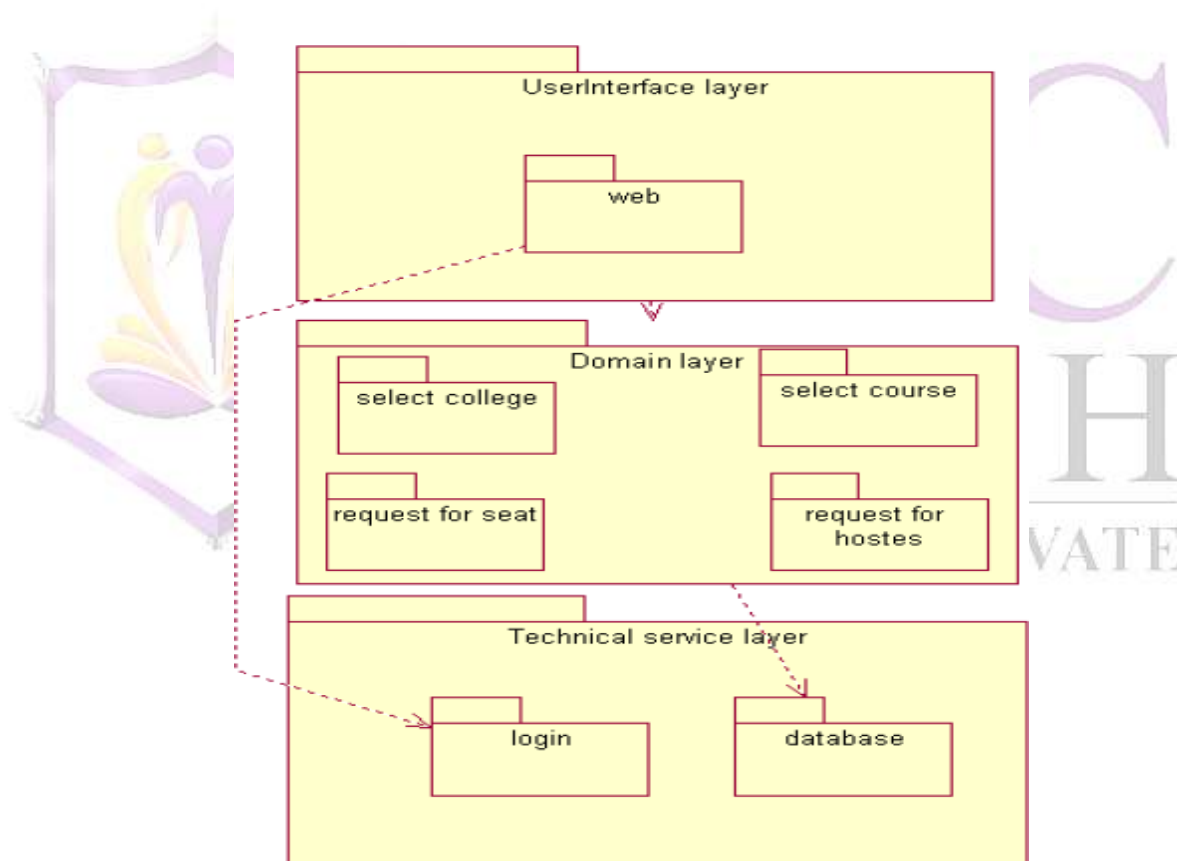 UserInterface layer
web
Domain layer
select college
select course
request for seat
request for
hostes
Technical service layer
login
database
C
H
VATE